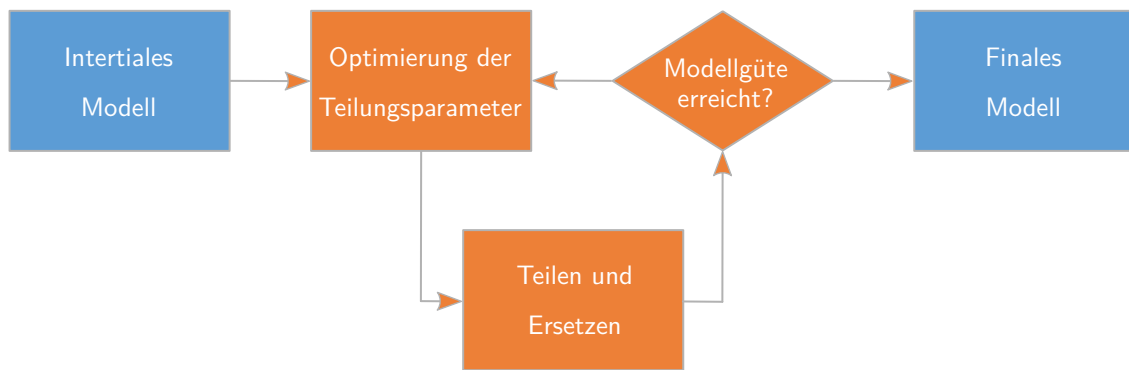 Intertiales
Modell
Optimierung der
Teilungsparameter
Modellgüte
erreicht?
Finales
Modell
Teilen und
Ersetzen